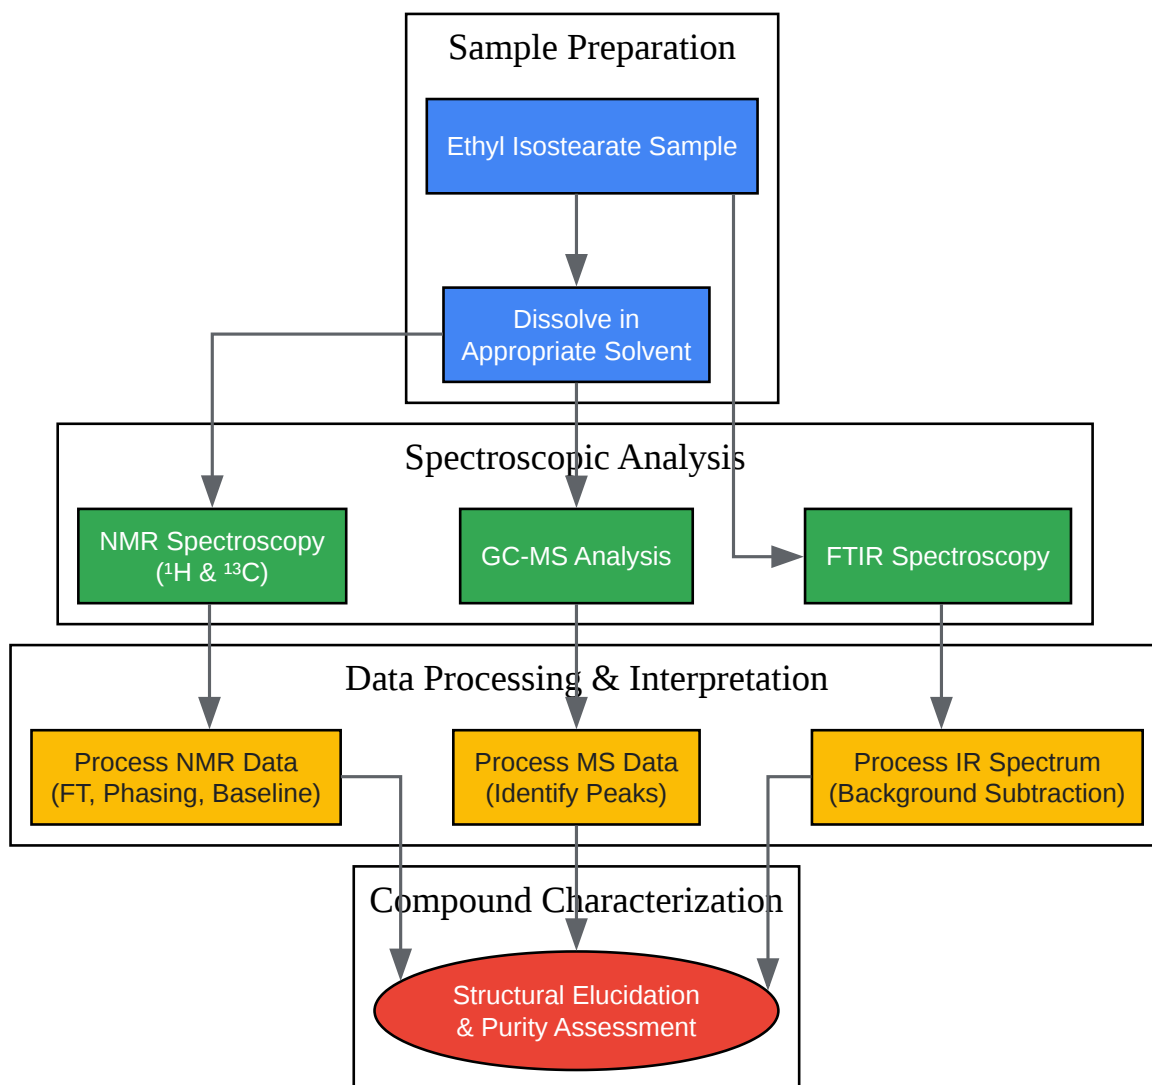 Sample Preparation
Ethyl Isostearate Sample
Dissolve in
Appropriate Solvent
Spectroscopic Analysis
NMR Spectroscopy
(¹H & ¹³C)
GC-MS Analysis
FTIR Spectroscopy
Data Processing & Interpretation
Process NMR Data
(FT, Phasing, Baseline)
Process MS Data
(Identify Peaks)
Process IR Spectrum
(Background Subtraction)
Compound Characterization
Structural Elucidation
& Purity Assessment